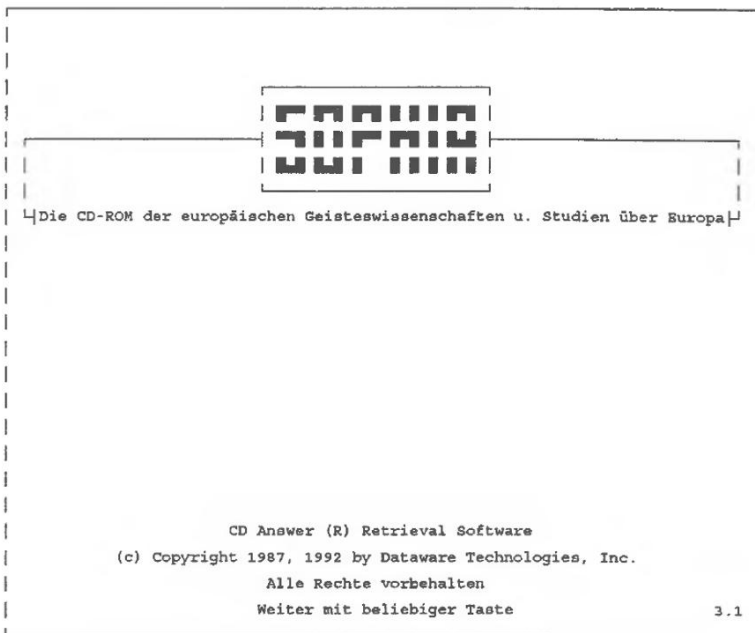 SOPHIA
Die CD-ROM der europäischen Geisteswissenschaften u. Studien über Europa
CD Answer (R) Retrieval Software
(c) Copyright 1987, 1992 by Dataware Technologies, Inc.
Alle Rechte vorbehalten
Weiter mit beliebiger Taste 3.1